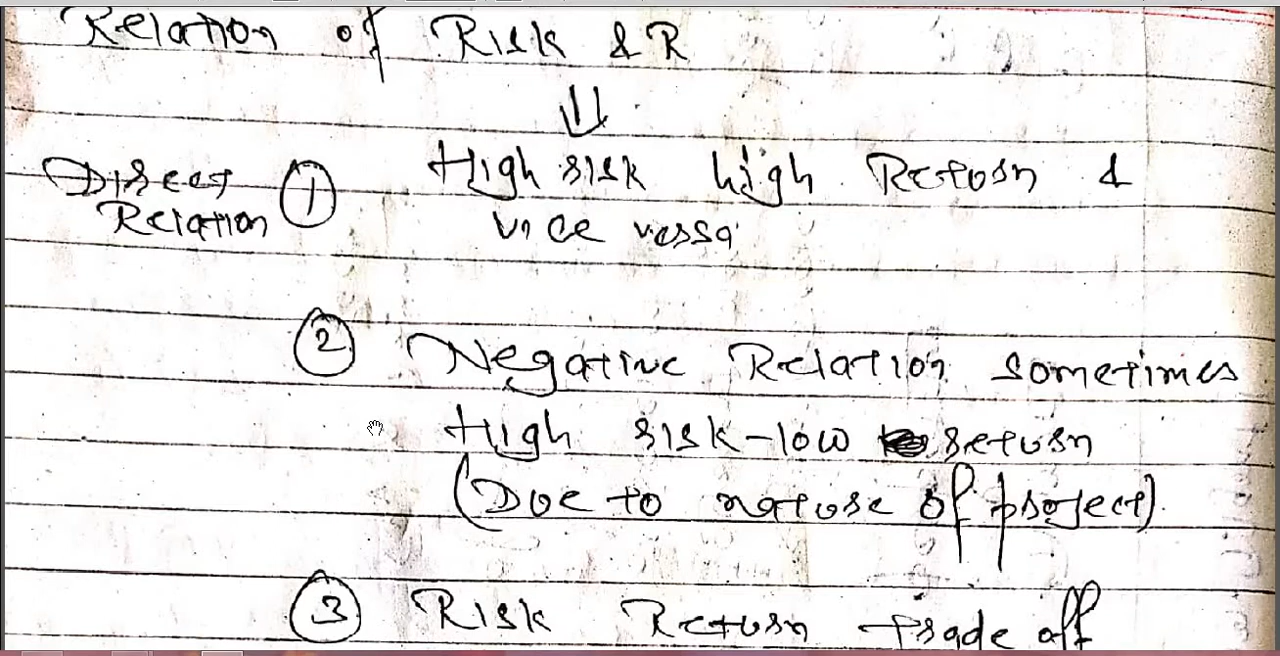 Relation of Risk & R
⇓
Direct Relation ① High risk high Return & vice versa
② Negative Relation sometimes
High risk-low return
(Due to nature of project).
③ Risk Return trade off